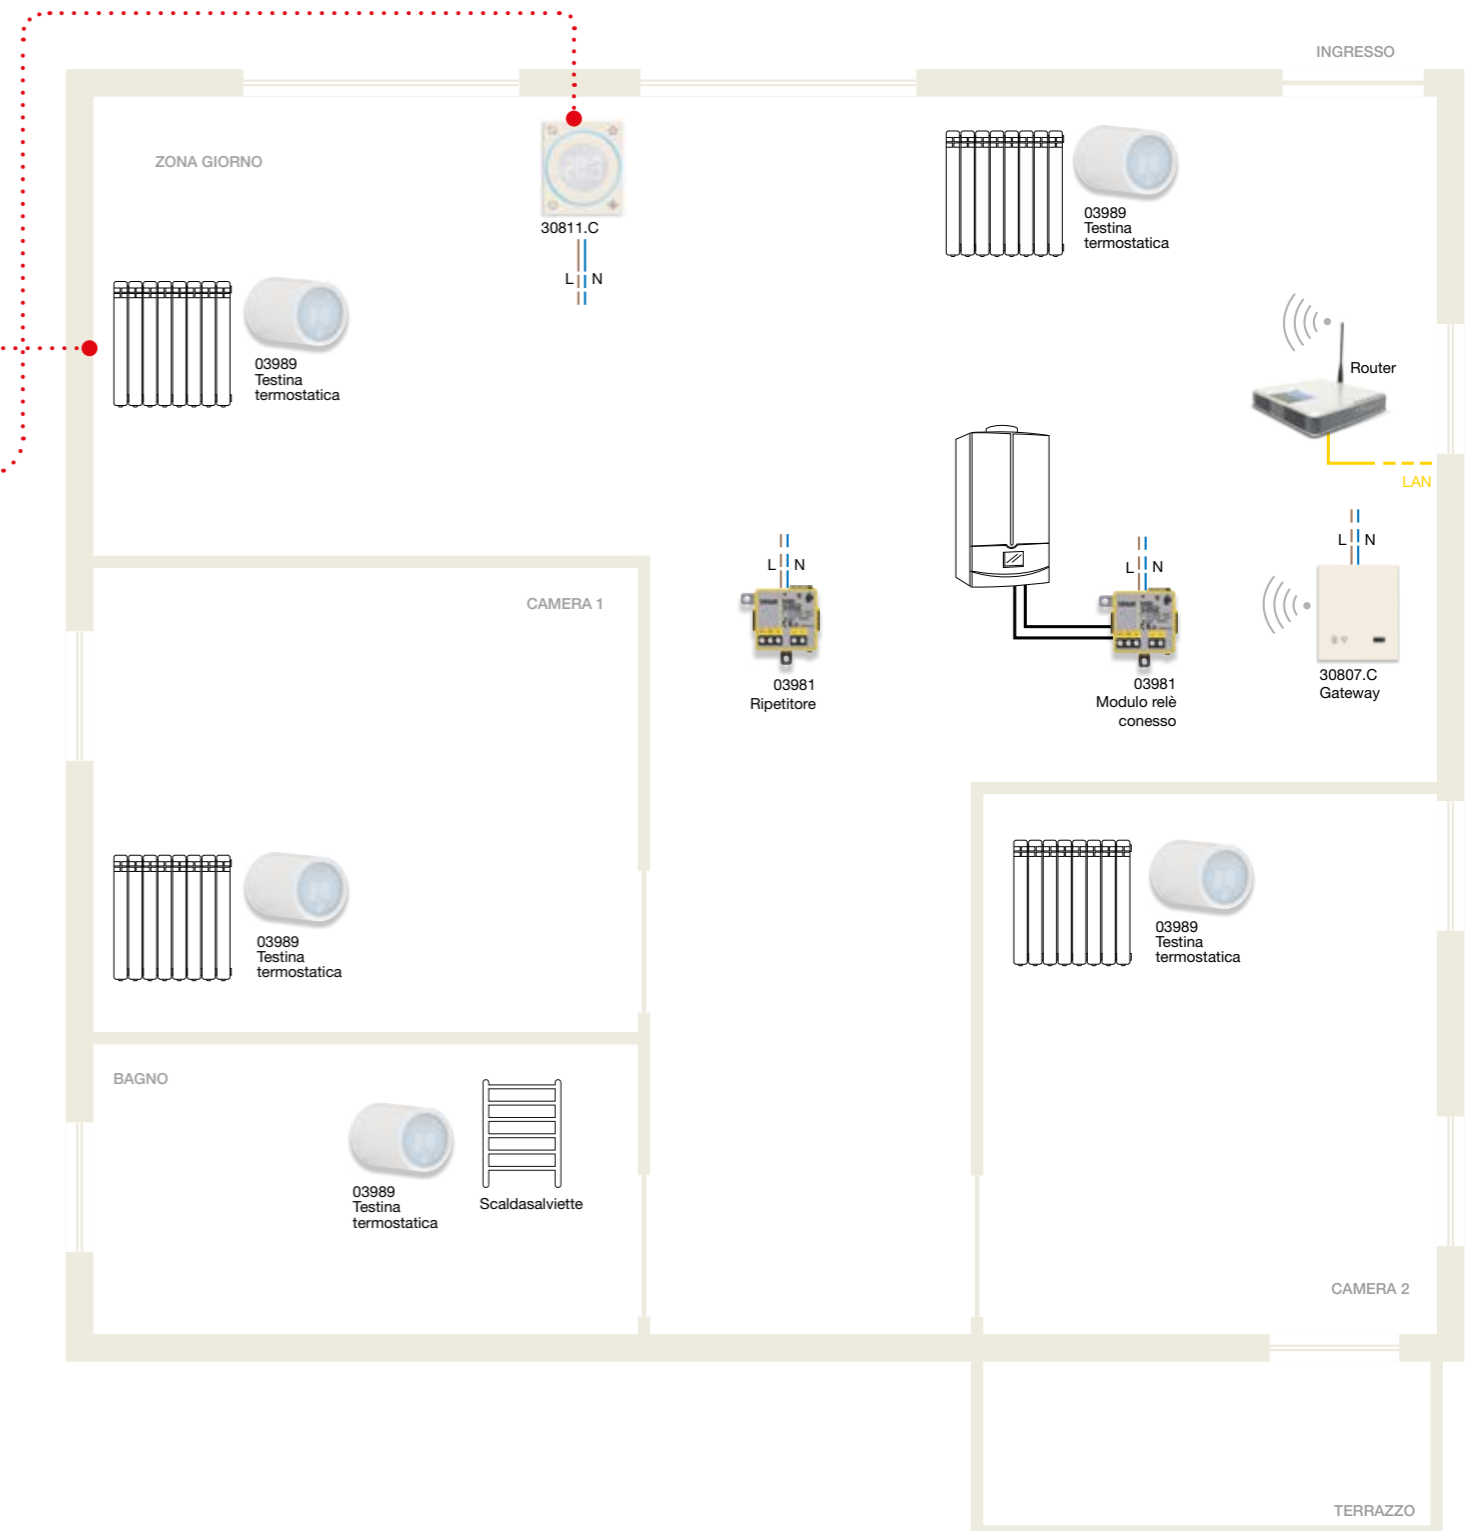 INGRESSO
ZONA GIORNO
30811.C
L N
03989
Testina
termostatica
03989
Testina
termostatica
Router
LAN
L N
30807.C
Gateway
L N
03981
Ripetitore
L N
03981
Modulo relè
conesso
CAMERA 1
03989
Testina
termostatica
03989
Testina
termostatica
BAGNO
03989
Testina
termostatica
Scaldasalviette
CAMERA 2
TERRAZZO